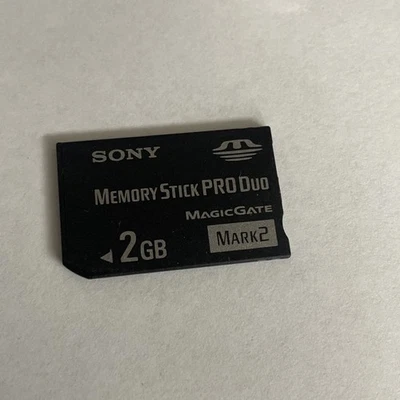 SONY
MEMORY STICK PRO DUO
MAGICGATE
2GB MARK2